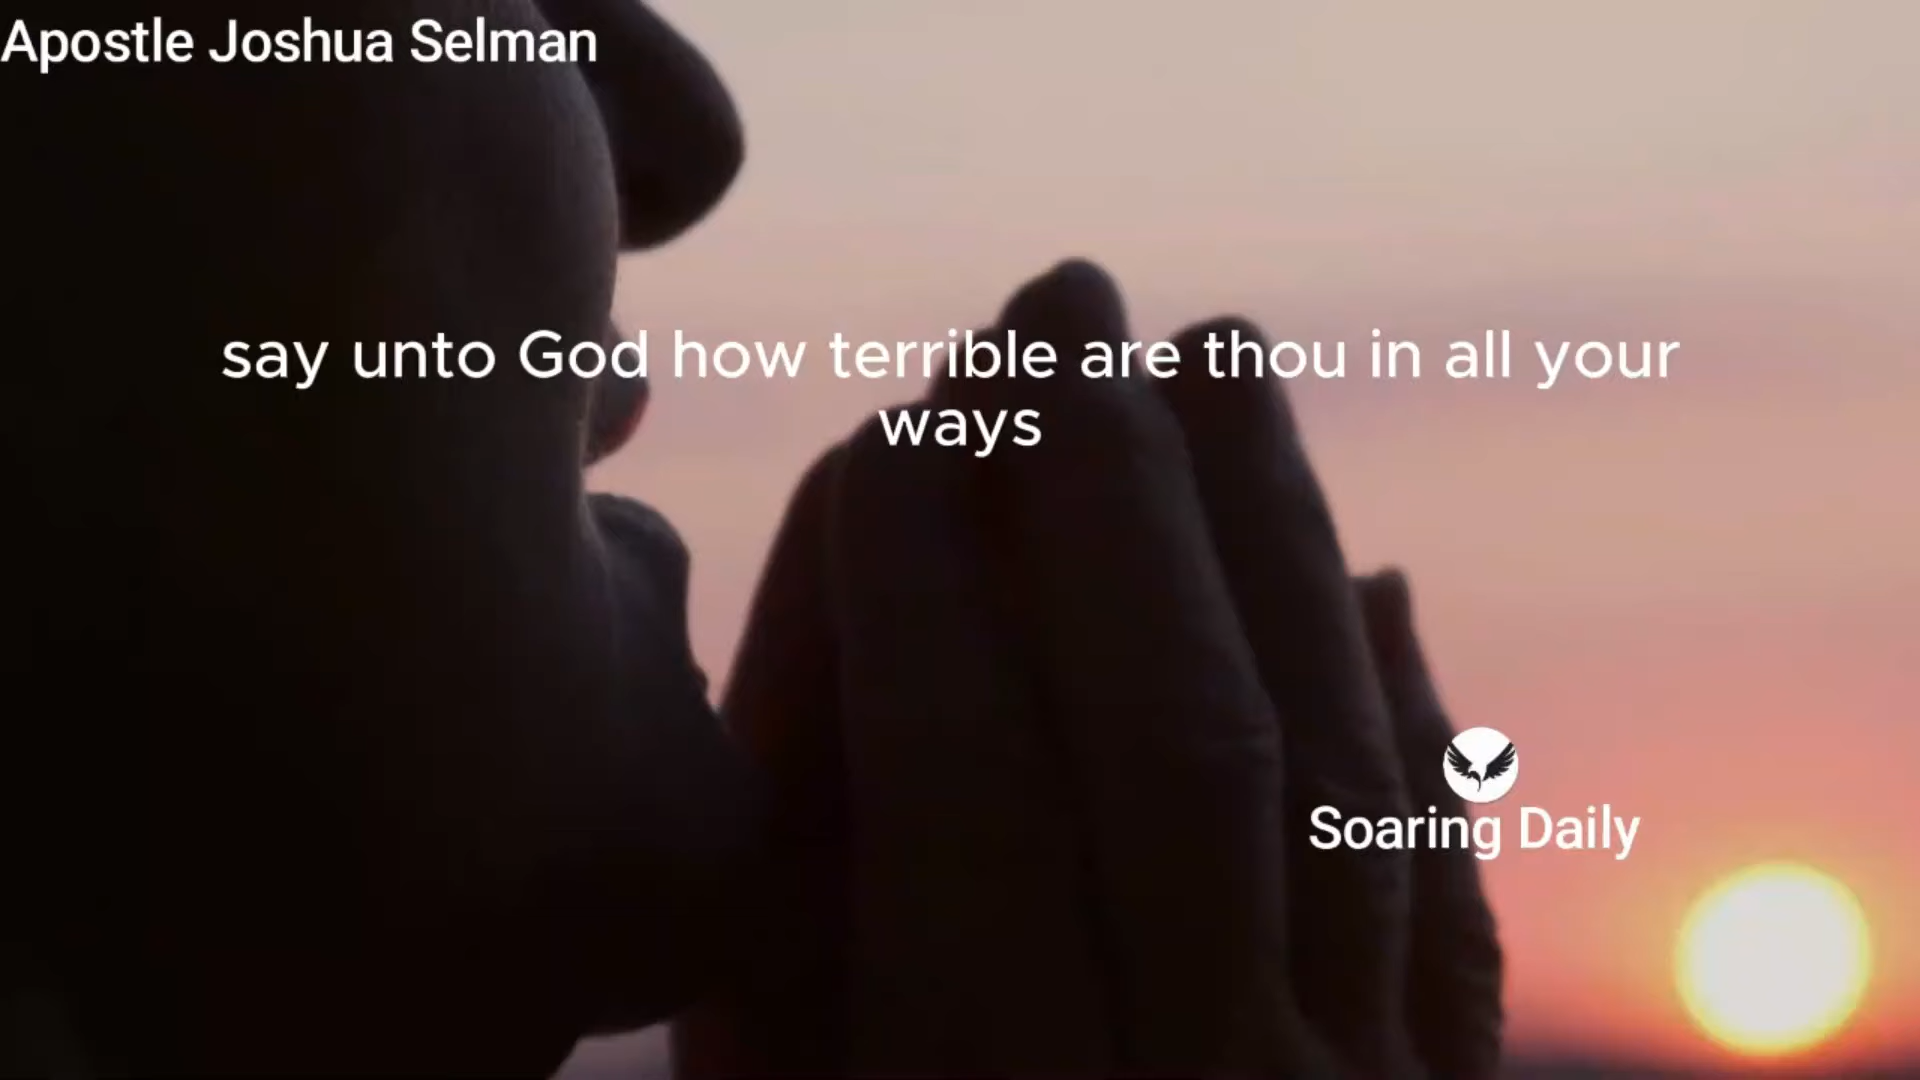 Apostle Joshua Selman
say unto God how terrible are thou in all your
ways
Soaring Daily